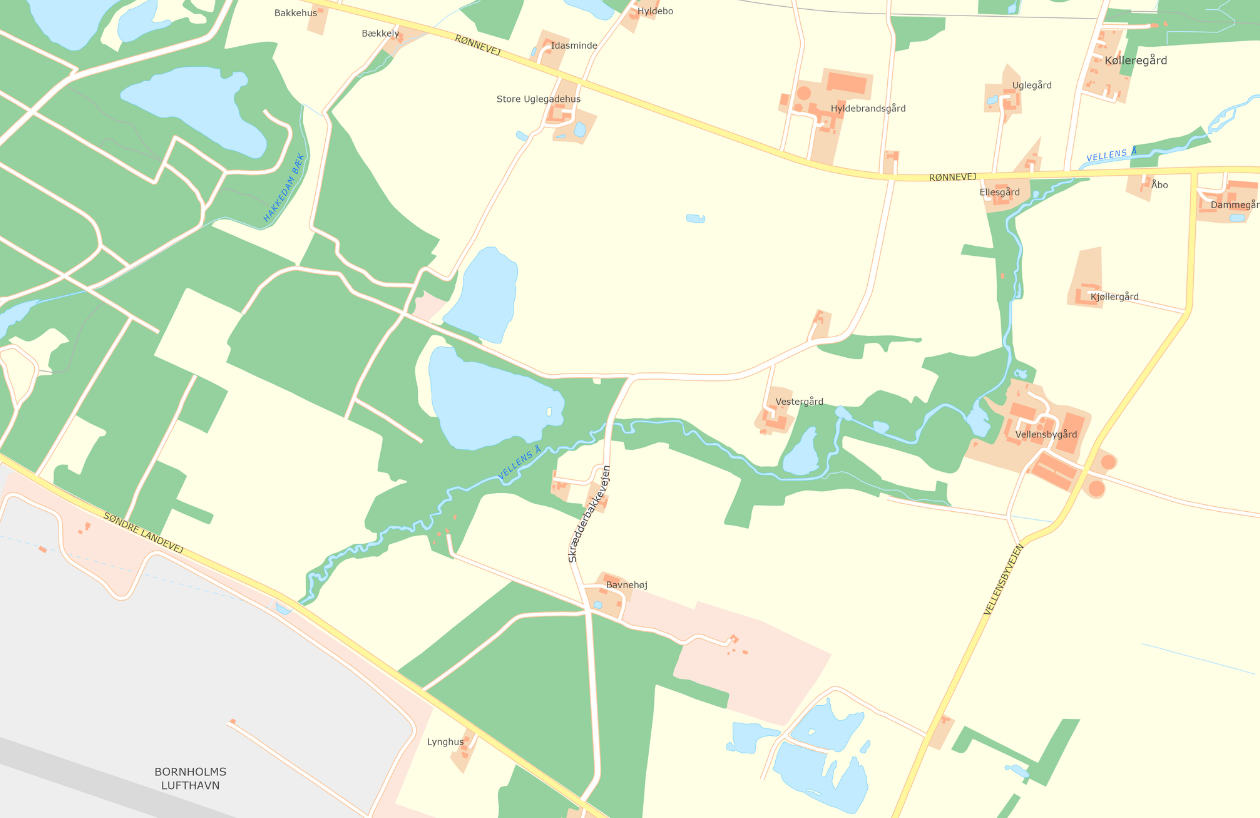 Bakkehus
Hyldebo
Bækkely
RØNNEVEJ
Idasminde
Kølleregård
Store Uglegadehus
Uglegård
Hyldebrandsgård
VELLENS Å
HAKKEDAM BÆK
RØNNEVEJ
Ellesgård
Åbo
Dammegår
Kjøllergård
Vestergård
Vellensbygård
VELLENS Å
Skrædderbakkevejen
SØNDRE LANDEVEJ
VELLENSBYVEJEN
Bavnehøj
Lynghus
BORNHOLMS
LUFTHAVN